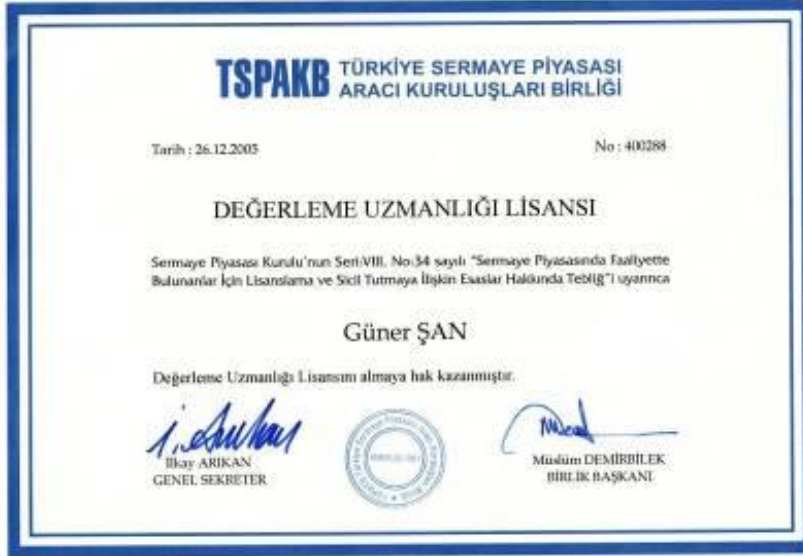 TSPAKB TÜRKİYE SERMAYE PİYASASI
ARACI KURULUŞLARI BİRLİĞİ
Tarih : 26.12.2005
No : 400288
DEĞERLEME UZMANLIĞI LİSANSI
Sermaye Piyasası Kurulu'nun Seri:VIII, No:34 sayılı "Sermaye Piyasasında Faaliyette
Bulunanlar İçin Lisanslama ve Sicil Tutmaya İlişkin Esaslar Hakkında Tebliğ"i uyarınca
Güner ŞAN
Değerleme Uzmanlığı Lisansını almaya hak kazanmıştır.
İlkay ARIKAN
GENEL SEKRETER
Müslüm DEMİRBİLEK
BİRLİK BAŞKANI